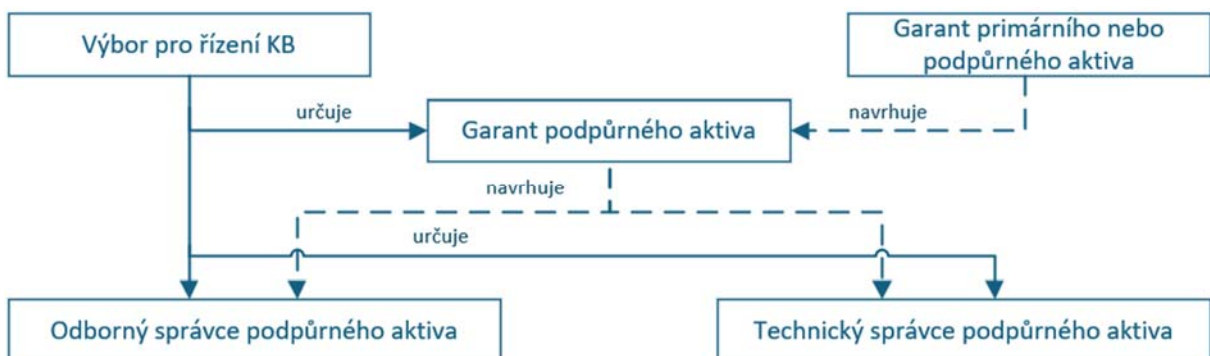 Výbor pro řízení KB
Garant primárního nebo
podpůrného aktiva
určuje
navrhuje
Garant podpůrného aktiva
navrhuje
určuje
Odborný správce podpůrného aktiva
Technický správce podpůrného aktiva